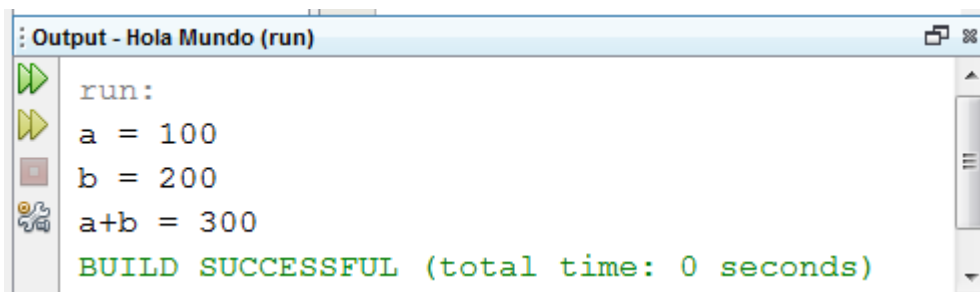 Output - Hola Mundo (run)
run:
a = 100
b = 200
a+b = 300
BUILD SUCCESSFUL (total time: 0 seconds)